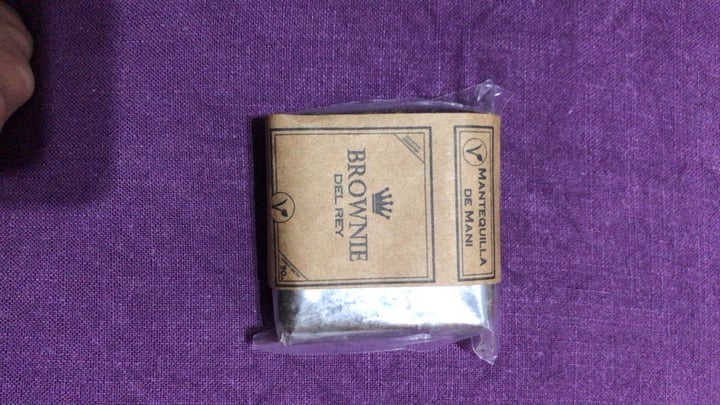 MANTEQUILLA
DE MANI
BROWNIE
DEL REY